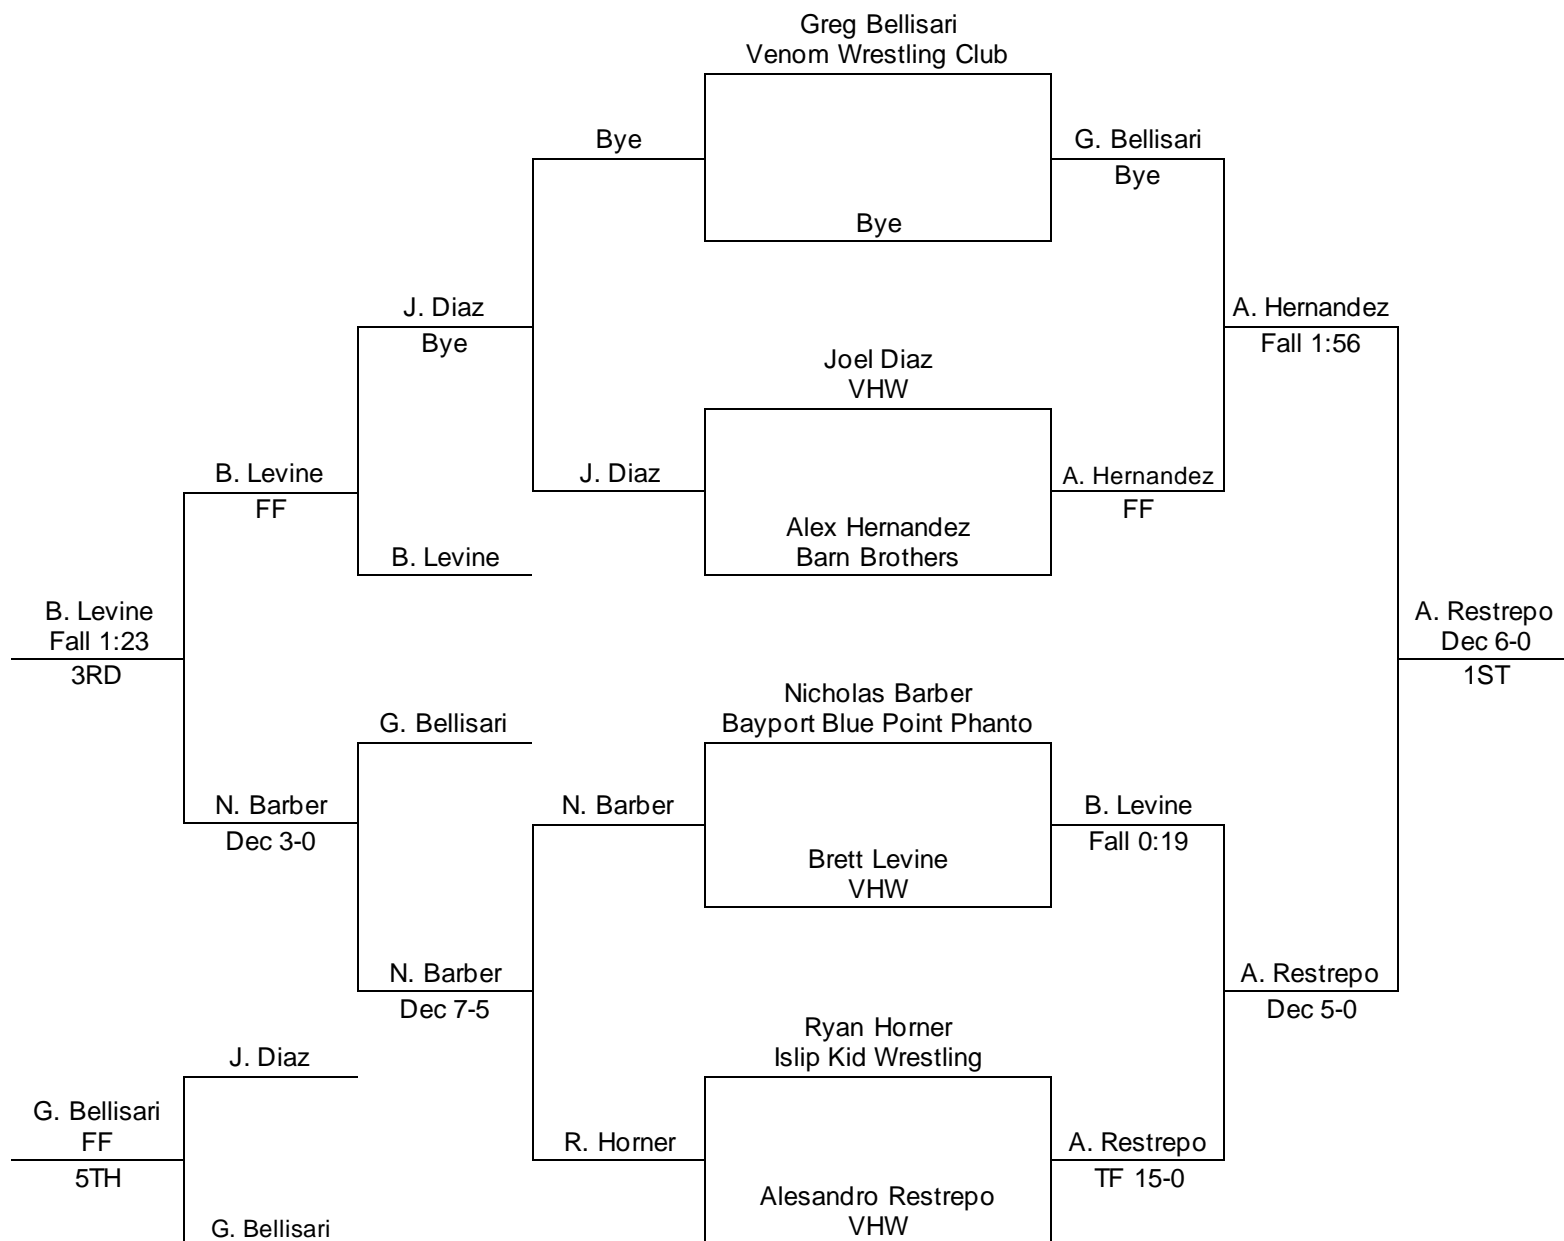 Greg Bellisari
Venom Wrestling Club
Bye
G. Bellisari
Bye
Bye
J. Diaz
Bye
A. Hernandez
Fall 1:56
Joel Diaz
VHW
B. Levine
FF
J. Diaz
A. Hernandez
FF
Alex Hernandez
Barn Brothers
B. Levine
B. Levine
Fall 1:23
3RD
A. Restrepo
Dec 6-0
1ST
Nicholas Barber
Bayport Blue Point Phanto
G. Bellisari
N. Barber
Dec 3-0
N. Barber
B. Levine
Fall 0:19
Brett Levine
VHW
N. Barber
Dec 7-5
A. Restrepo
Dec 5-0
Ryan Horner
Islip Kid Wrestling
J. Diaz
G. Bellisari
FF
5TH
R. Horner
A. Restrepo
TF 15-0
Alesandro Restrepo
VHW
G. Bellisari